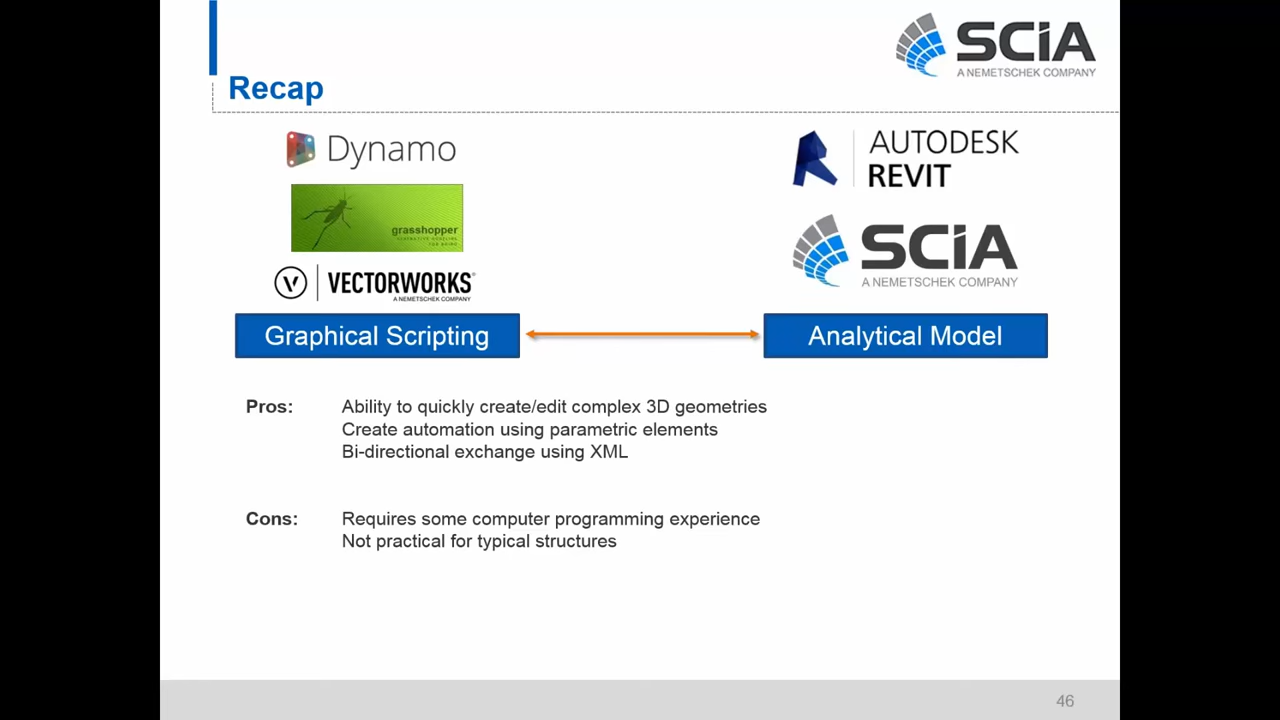 SCiA
A NEMETSCHEK COMPANY
Recap
Dynamo
grasshopper
VECTORWORKS
A NEMETSCHEK COMPANY
AUTODESK
REVIT
SCiA
A NEMETSCHEK COMPANY
Graphical Scripting
Analytical Model
Pros: Ability to quickly create/edit complex 3D geometries
Create automation using parametric elements
Bi-directional exchange using XML
Cons: Requires some computer programming experience
Not practical for typical structures
46